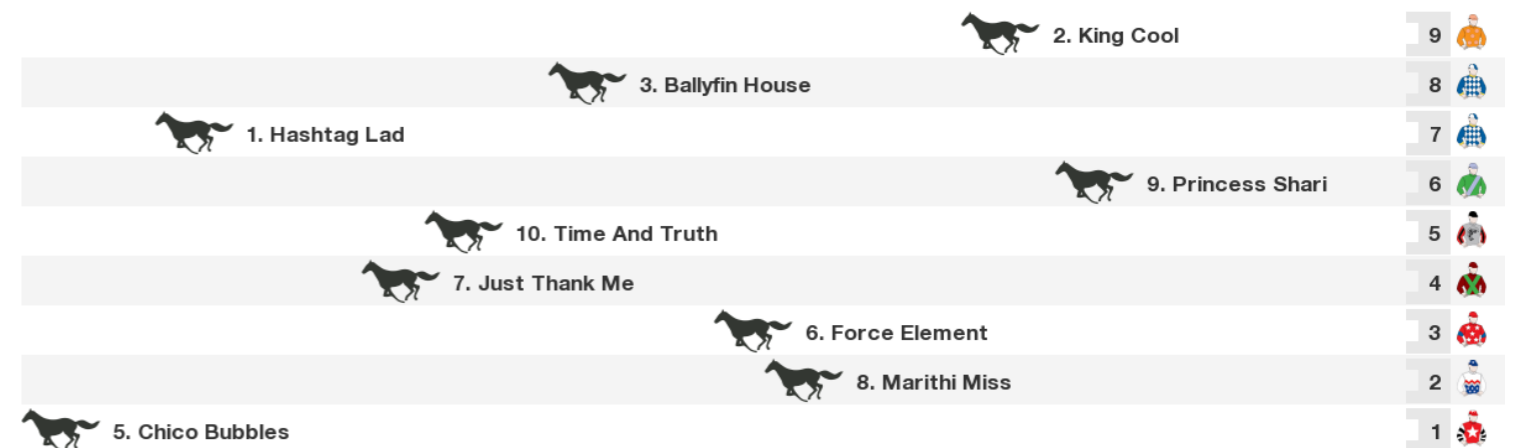 2. King Cool 9
3. Ballyfin House 8
1. Hashtag Lad 7
9. Princess Shari 6
10. Time And Truth 5
7. Just Thank Me 4
6. Force Element 3
8. Marithi Miss 2
5. Chico Bubbles 1